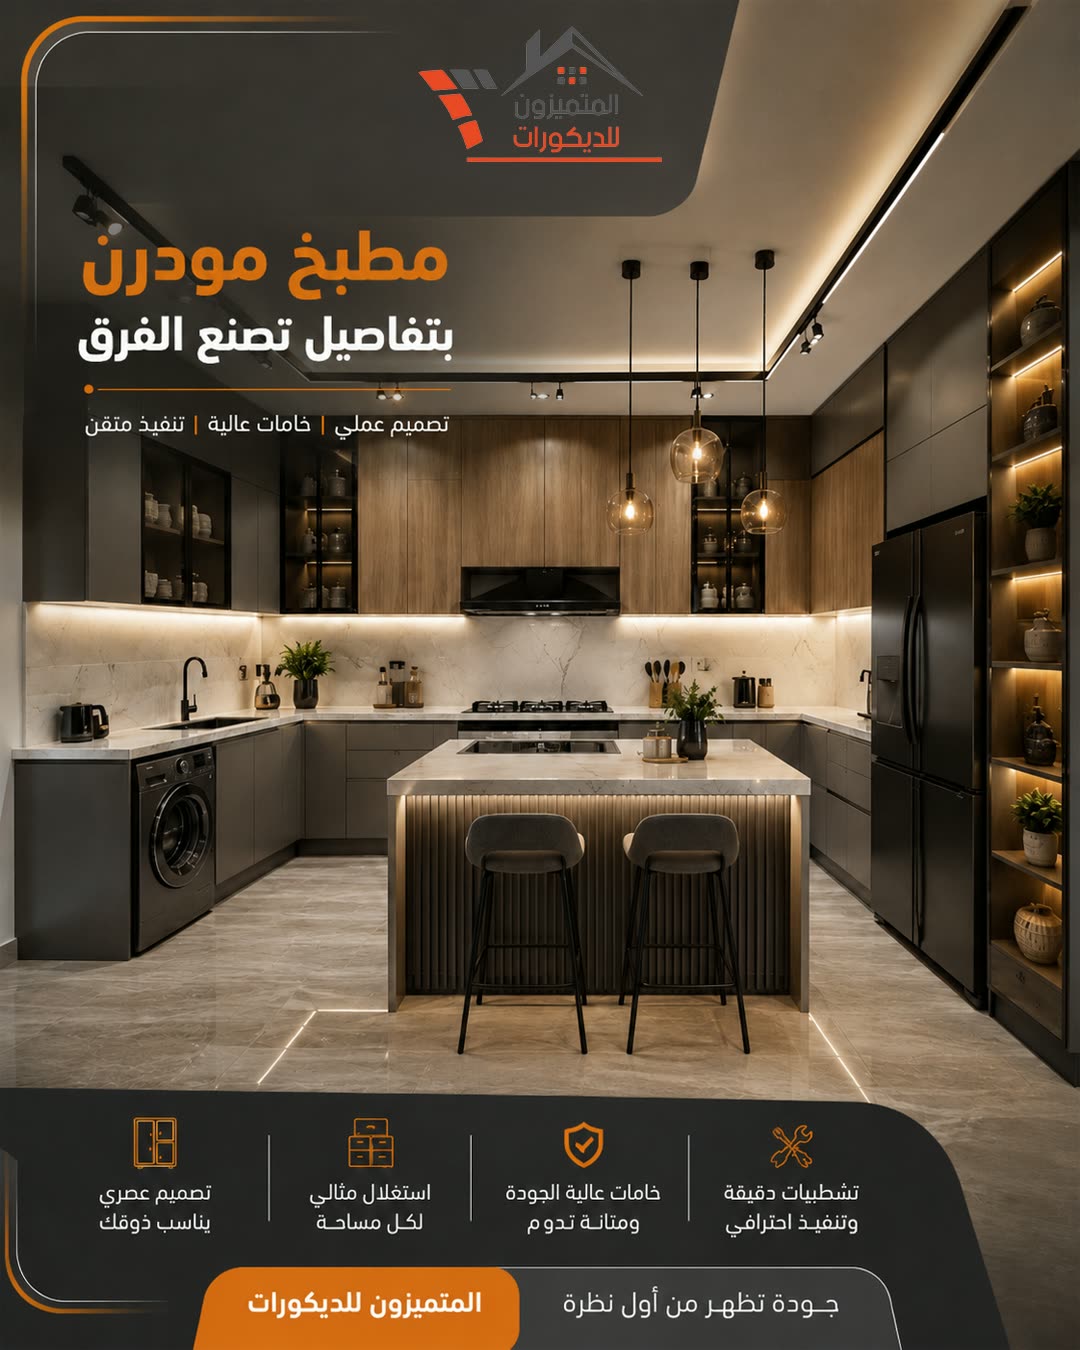 المتميزون
للديكورات
مطبخ مودرن
بتفاصيل تصنع الفرق
تصميم عملي | خامات عالية | تنفيذ متقن
تشطبيات دقيقة
وتنفيذ احترافي
خامات عالية الجودة
ومتانة تدوم
استغلال مثالي
لكل مساحة
تصميم عصري
يناسب ذوقك
جودة تظهر من أول نظرة
المتميزون للديكورات